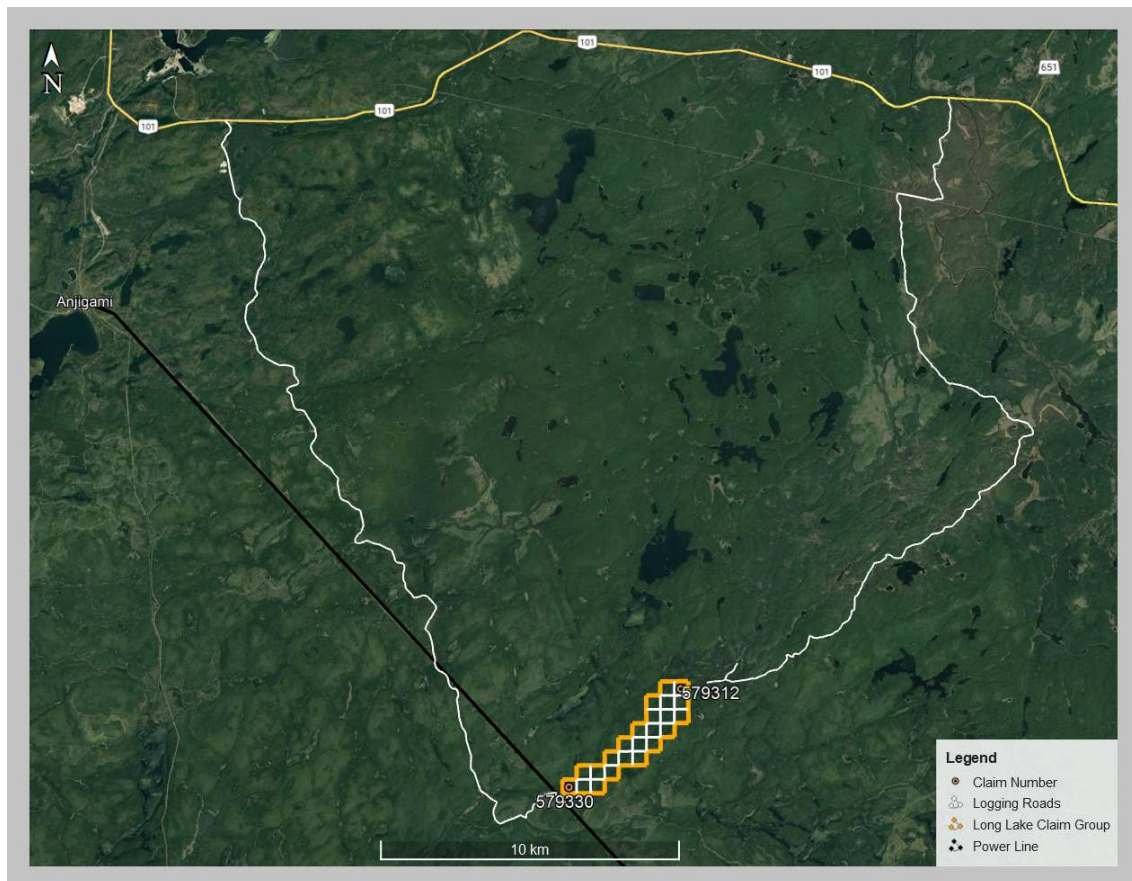 N
101
101
101
651
101
Anjigami
579312
579330
10 km
Legend
Claim Number
Logging Roads
Long Lake Claim Group
Power Line